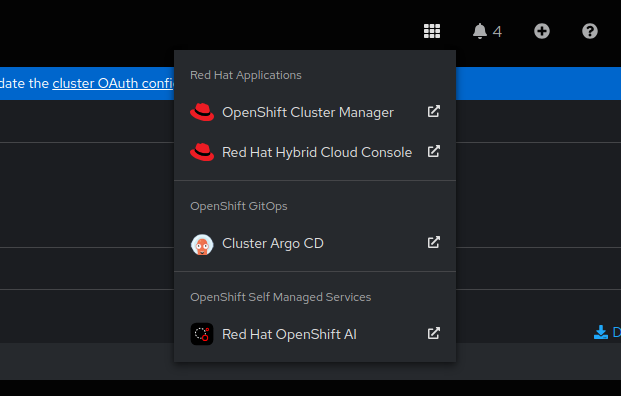 4
date the cluster OAuth confi
Red Hat Applications
OpenShift Cluster Manager
Red Hat Hybrid Cloud Console
OpenShift GitOps
Cluster Argo CD
OpenShift Self Managed Services
Red Hat OpenShift AI
D